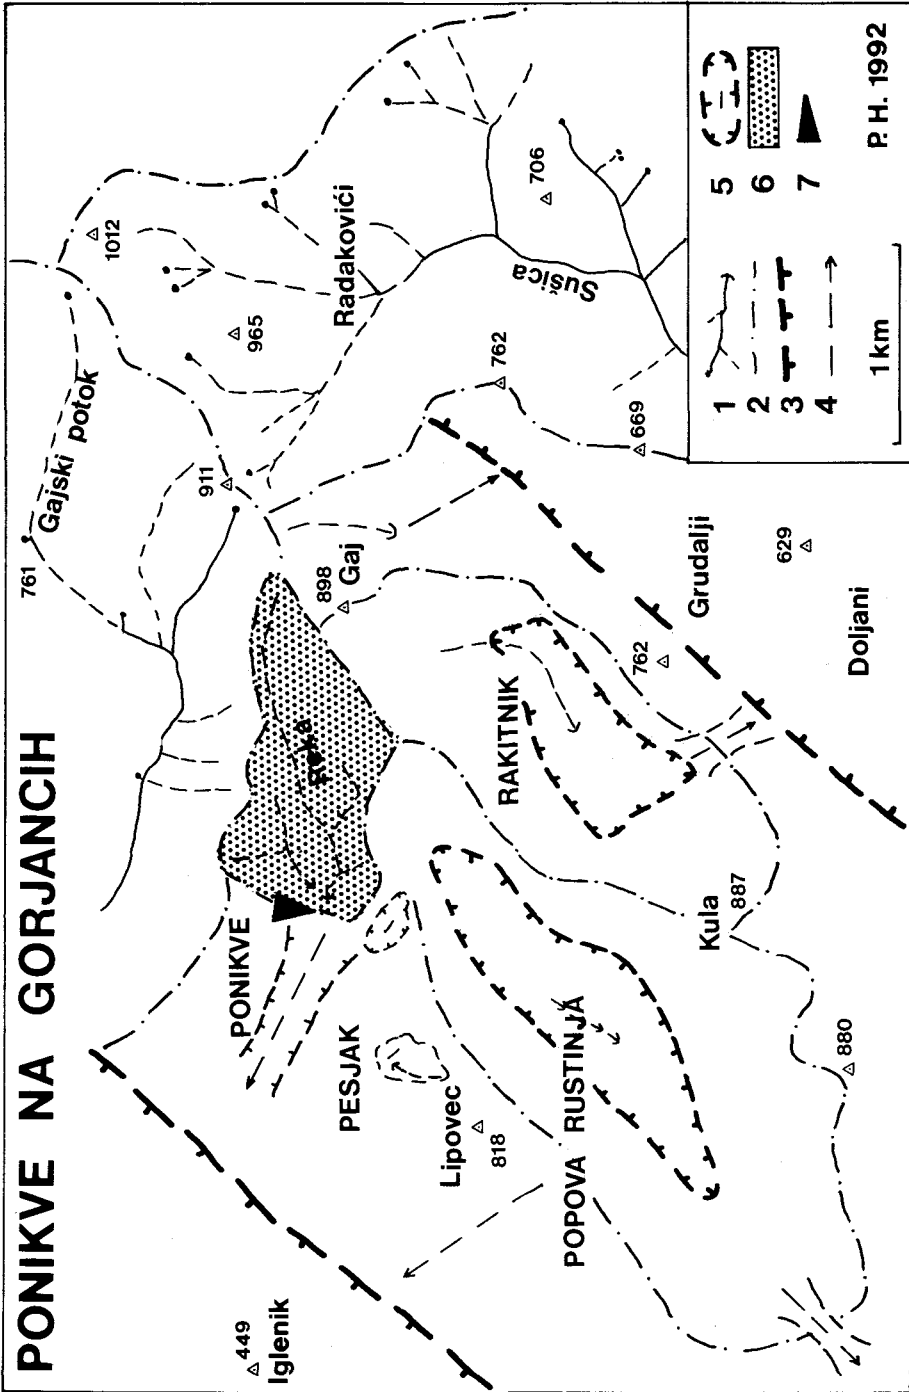 PONIKVE NA GORJANCIH
761
Gajski potok
1012
911
449
Iglenik
PONIKVE
965
898
Gaj
Radakovići
PESJAK
Lipovec
818
762
RAKITNIK
706
Sušica
POPOVA RUSTINJA
669
762
Grudalji
Kula
887
629
880
Doljani
1 5
2 6
3 7
4
1 km
P. H. 1992